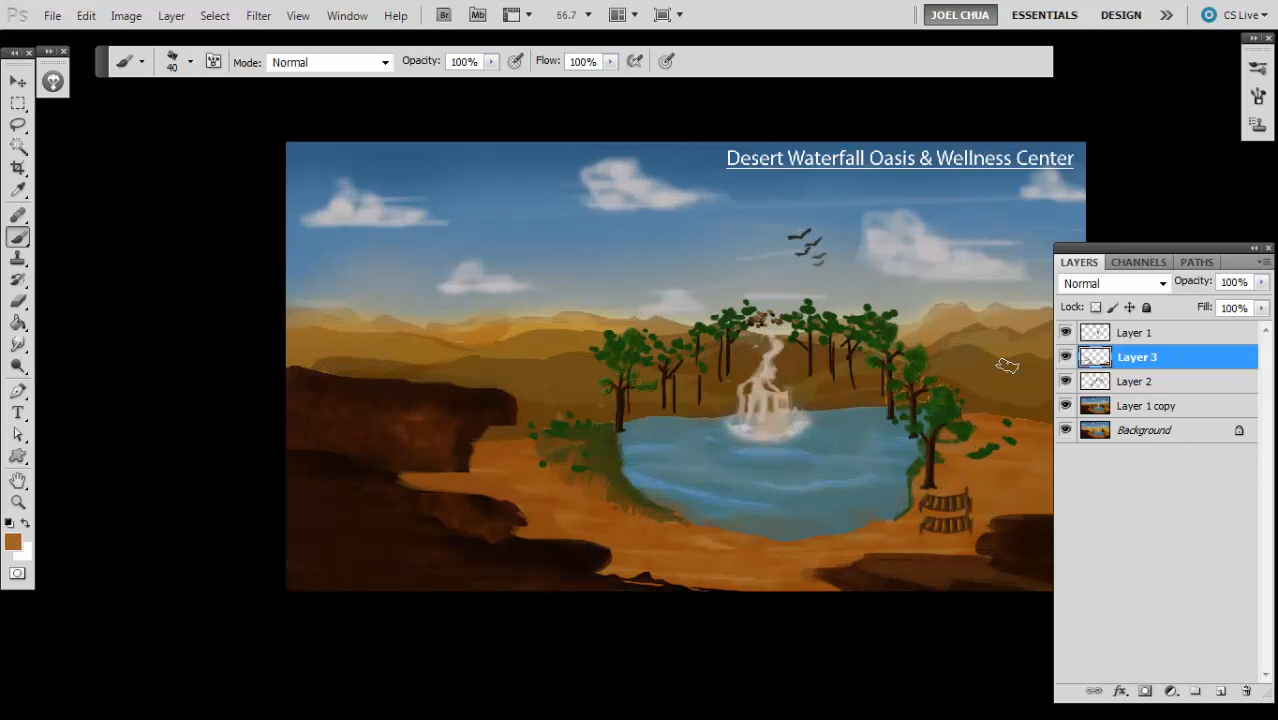 Ps File Edit Image Layer Select Filter View Window Help Br Mb 66.7 JOEL CHUA ESSENTIALS DESIGN CS Live
40 Mode: Normal Opacity: 100% Flow: 100%
Desert Waterfall Oasis & Wellness Center
LAYERS CHANNELS PATHS
Normal Opacity: 100%
Lock: Fill: 100%
Layer 1
Layer 3
Layer 2
Layer 1 copy
Background
T
fx